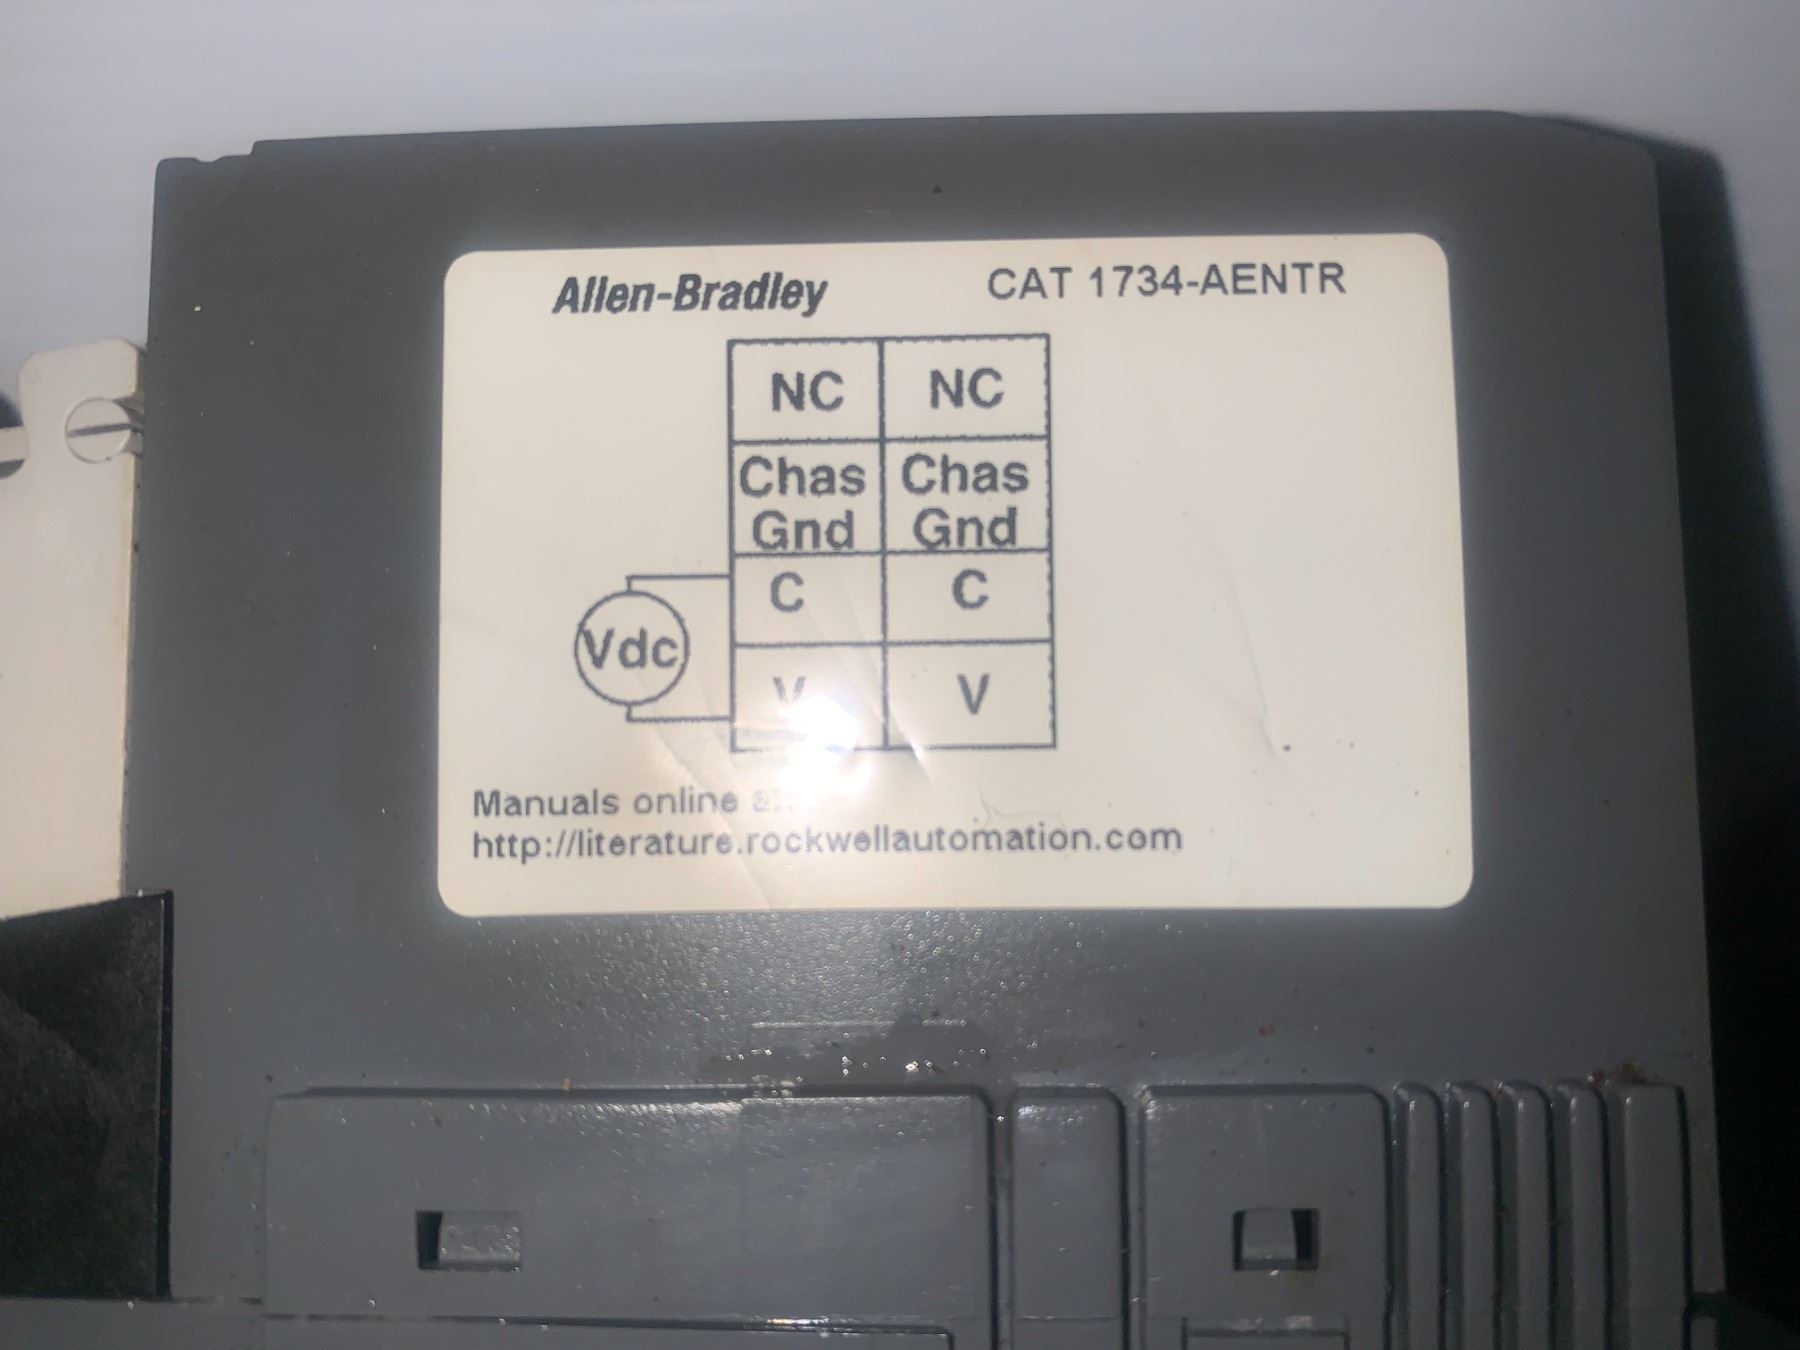 Allen-Bradley CAT 1734-AENTR
NC NC
Chas Chas
Gnd Gnd
C C
Vdc
V V
Manuals online
http://literature.rockwellautomation.com